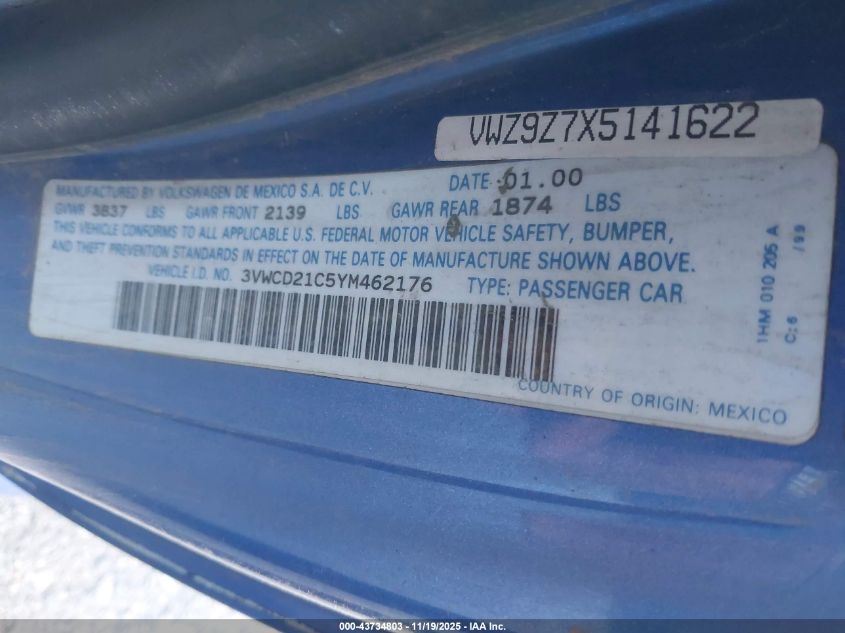 VWZ9Z7X5141622
MANUFACTURED BY VOLKSWAGEN DE MEXICO S.A. DE C.V. DATE 01.00
GVWR 3837 LBS GAWR FRONT 2139 LBS GAWR REAR 1874 LBS
THIS VEHICLE CONFORMS TO ALL APPLICABLE U.S. FEDERAL MOTOR VEHICLE SAFETY, BUMPER,
AND THEFT PREVENTION STANDARDS IN EFFECT ON THE DATE OF MANUFACTURE SHOWN ABOVE.
VEHICLE I.D. NO. 3VWCD21C5YM462176 TYPE: PASSENGER CAR
COUNTRY OF ORIGIN: MEXICO
1HM 010 205 A
C: 6 / 99
000-43734803 - 11/19/2025 - IAA Inc.